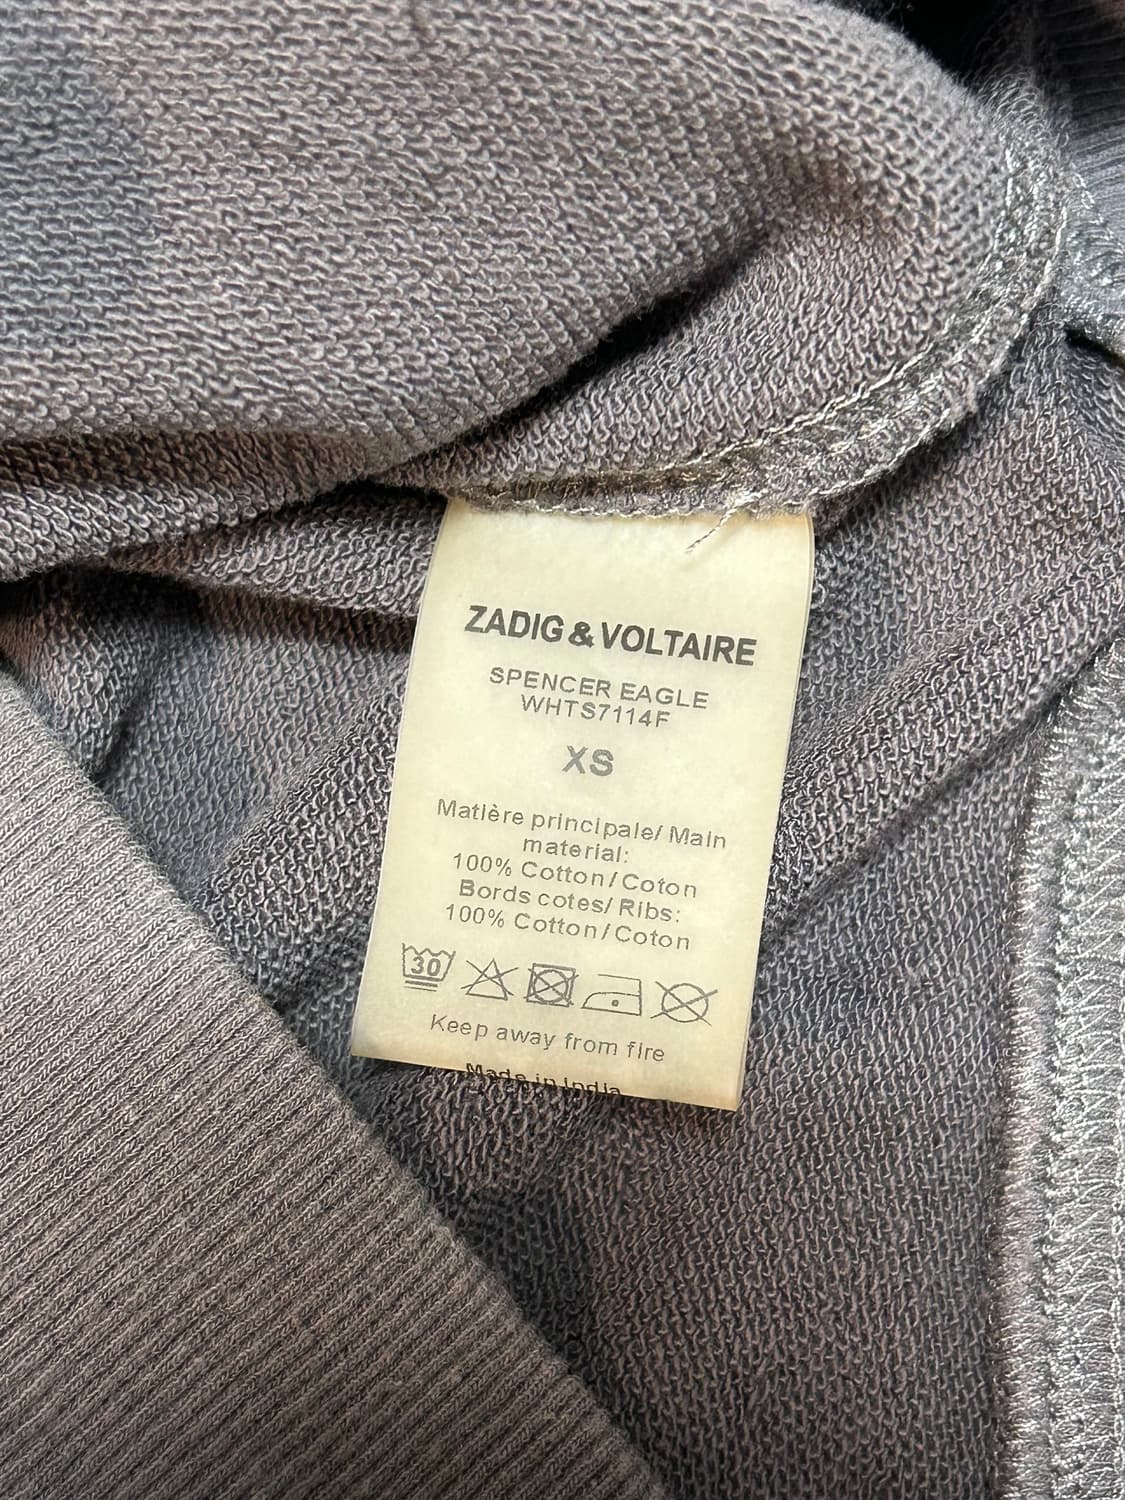 ZADIG & VOLTAIRE
SPENCER EAGLE
WHTS7114F
XS
Matière principale/ Main
material:
100% Cotton/Coton
Bords cotes/ Ribs:
100% Cotton/Coton
30
Keep away from fire
Made in India